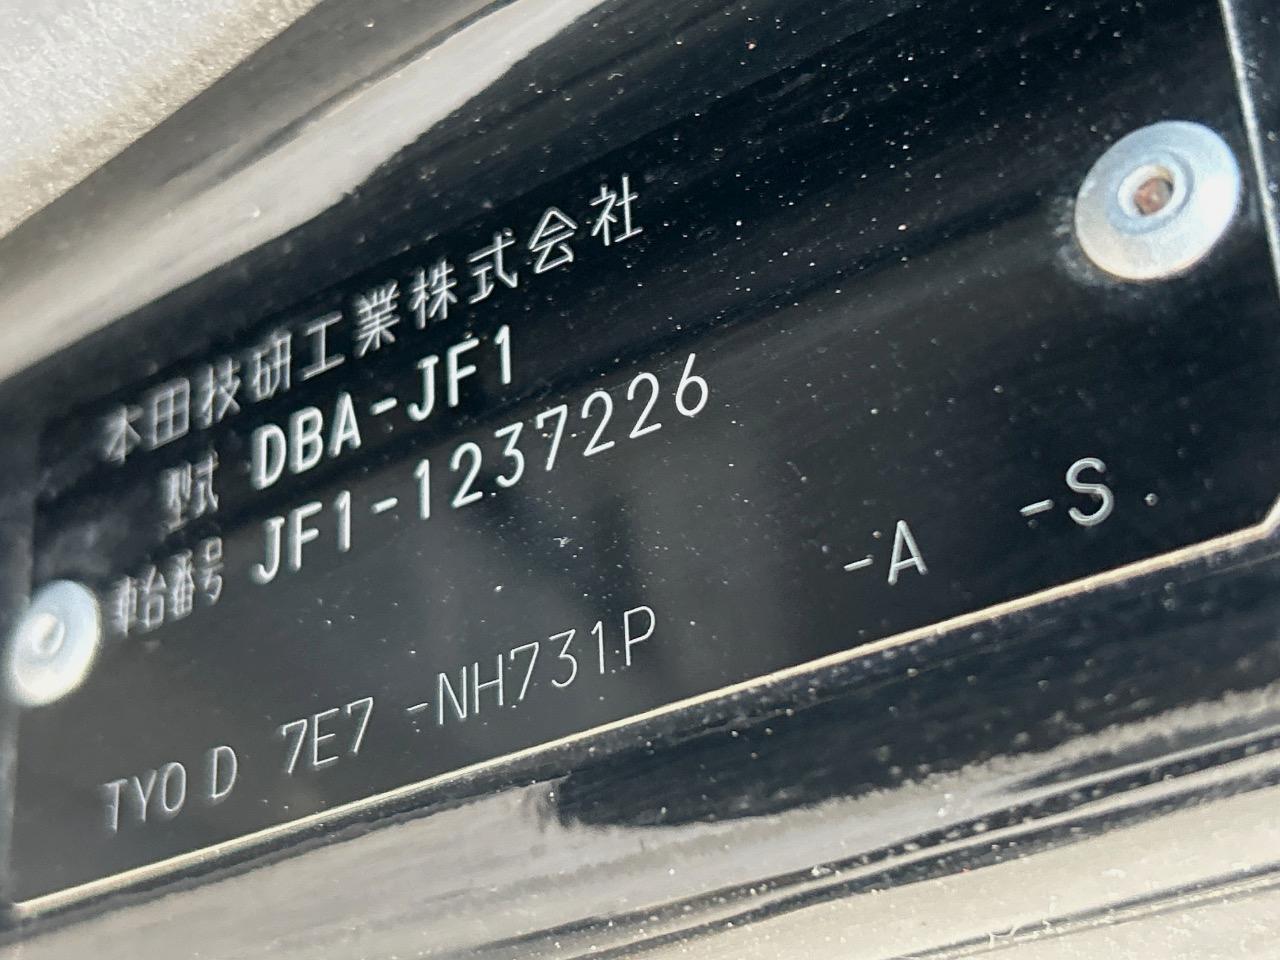 本田技研工業株式会社
型式 DBA-JF1
車台番号 JF1-1237226
TYO D 7E7 -NH731P -A -S